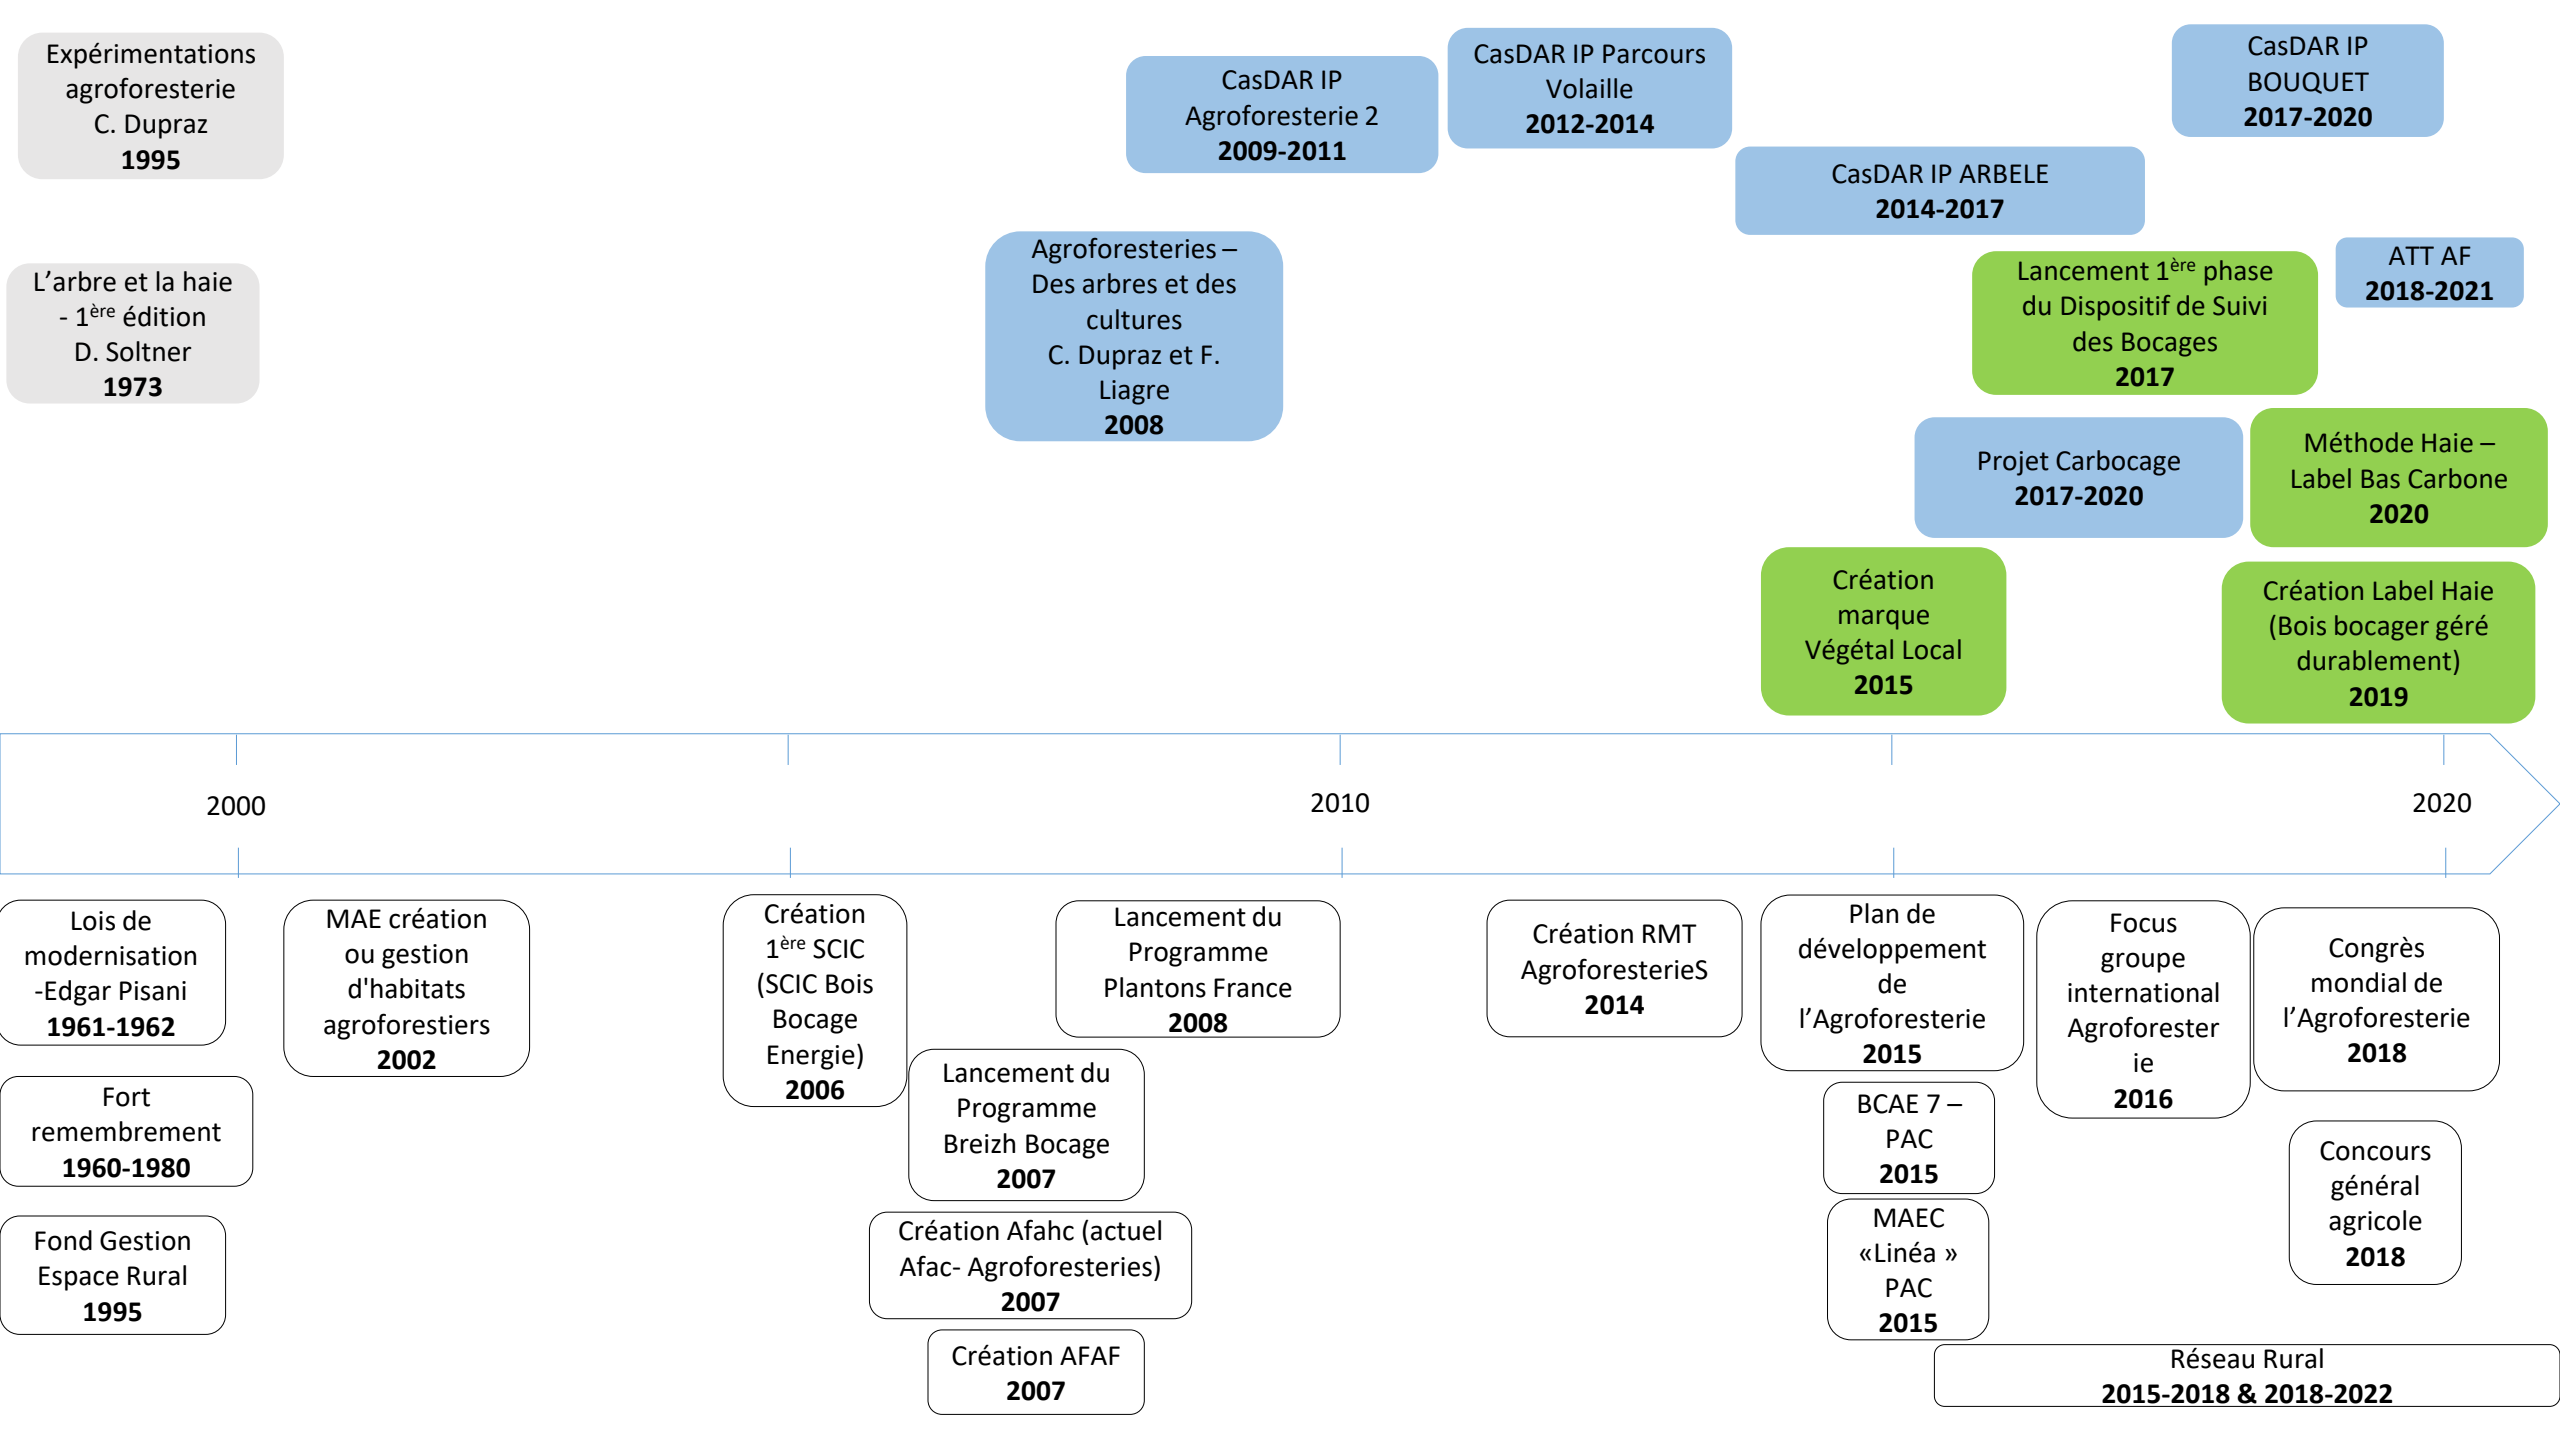 Expérimentations
agroforesterie
C. Dupraz
1995
L’arbre et la haie
- 1ère édition
D. Soltner
1973
CasDAR IP
Agroforesterie 2
2009-2011
CasDAR IP Parcours
Volaille
2012-2014
CasDAR IP
BOUQUET
2017-2020
CasDAR IP ARBELE
2014-2017
Agroforesteries –
Des arbres et des
cultures
C. Dupraz et F.
Liagre
2008
Lancement 1ère phase
du Dispositif de Suivi
des Bocages
2017
ATT AF
2018-2021
Projet Carbocage
2017-2020
Méthode Haie –
Label Bas Carbone
2020
Création
marque
Végétal Local
2015
Création Label Haie
(Bois bocager géré
durablement)
2019
2000
2010
2020
Lois de
modernisation
-Edgar Pisani
1961-1962
Fort
remembrement
1960-1980
Fond Gestion
Espace Rural
1995
MAE création
ou gestion
d'habitats
agroforestiers
2002
Création
1ère SCIC
(SCIC Bois
Bocage
Energie)
2006
Lancement du
Programme
Plantons France
2008
Lancement du
Programme
Breizh Bocage
2007
Création Afahc (actuel
Afac- Agroforesteries)
2007
Création AFAF
2007
Création RMT
AgroforesterieS
2014
Plan de
développement
de
l’Agroforesterie
2015
BCAE 7 –
PAC
2015
MAEC
«Linéa »
PAC
2015
Focus
groupe
international
Agroforester
ie
2016
Congrès
mondial de
l’Agroforesterie
2018
Concours
général
agricole
2018
Réseau Rural
2015-2018 & 2018-2022